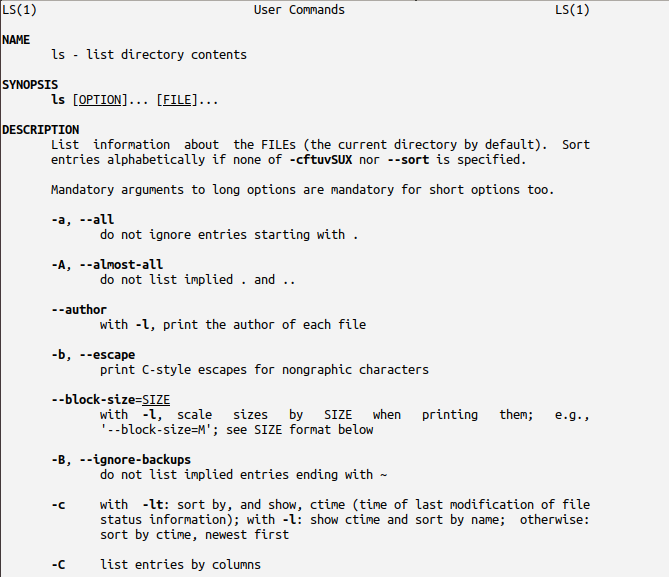 LS(1) User Commands LS(1)
NAME
ls - list directory contents
SYNOPSIS
ls [OPTION]... [FILE]...
DESCRIPTION
List information about the FILEs (the current directory by default). Sort
entries alphabetically if none of -cftuvSUX nor --sort is specified.
Mandatory arguments to long options are mandatory for short options too.
-a, --all
do not ignore entries starting with .
-A, --almost-all
do not list implied . and ..
--author
with -l, print the author of each file
-b, --escape
print C-style escapes for nongraphic characters
--block-size=SIZE
with -l, scale sizes by SIZE when printing them; e.g.,
'--block-size=M'; see SIZE format below
-B, --ignore-backups
do not list implied entries ending with ~
-c with -lt: sort by, and show, ctime (time of last modification of file
status information); with -l: show ctime and sort by name; otherwise:
sort by ctime, newest first
-C list entries by columns